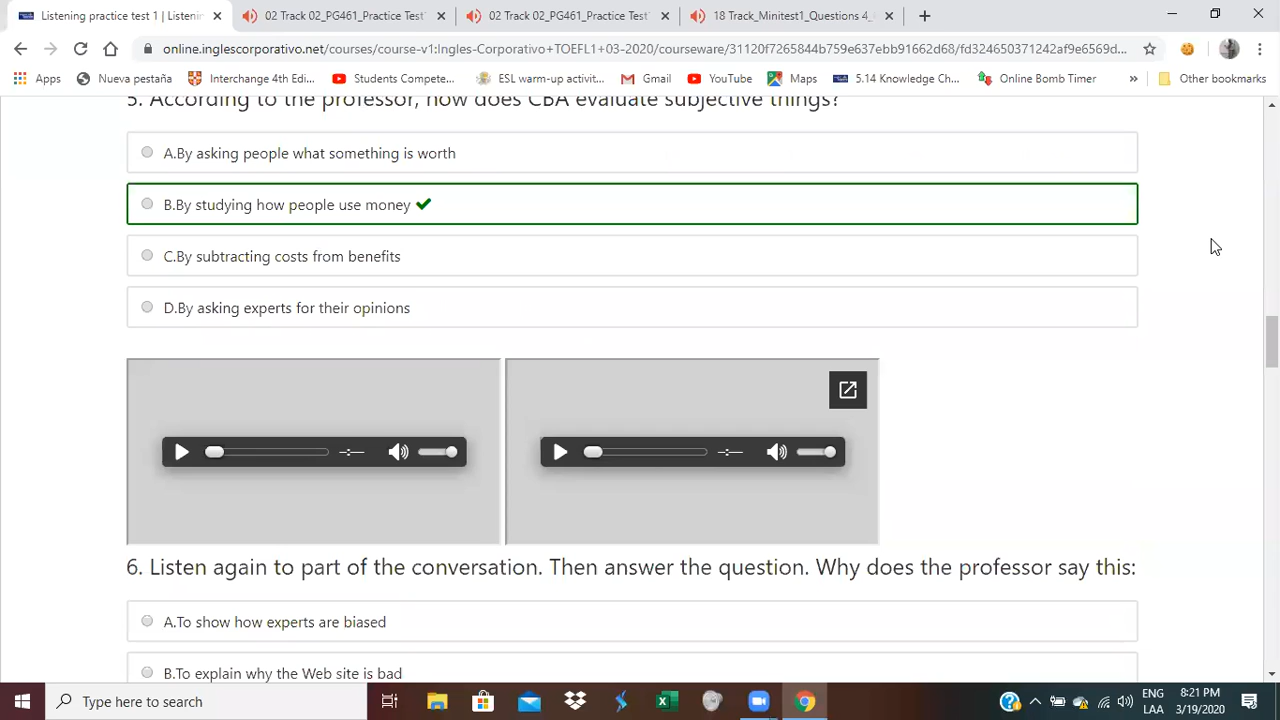 Listening practice test 1 | Listenin
02 Track 02_PG461_Practice Test
02 Track 02_PG461_Practice Test
18 Track_Minitest1_Questions 4_
online.inglescorporativo.net/courses/course-v1:Ingles-Corporativo+TOEFL1+03-2020/courseware/31120f7265844b759e637ebb91662d68/fd324650371242af9e6569d...
Apps
Nueva pestaña
Interchange 4th Edi...
Students Compete...
ESL warm-up activit...
Gmail
YouTube
Maps
5.14 Knowledge Ch...
Online Bomb Timer
»
Other bookmarks
5. According to the professor, how does CBA evaluate subjective things?
A.By asking people what something is worth
B.By studying how people use money
C.By subtracting costs from benefits
D.By asking experts for their opinions
-:-- 
-:--
6. Listen again to part of the conversation. Then answer the question. Why does the professor say this:
A.To show how experts are biased
B.To explain why the Web site is bad
Type here to search
ENG
LAA
8:21 PM
3/19/2020